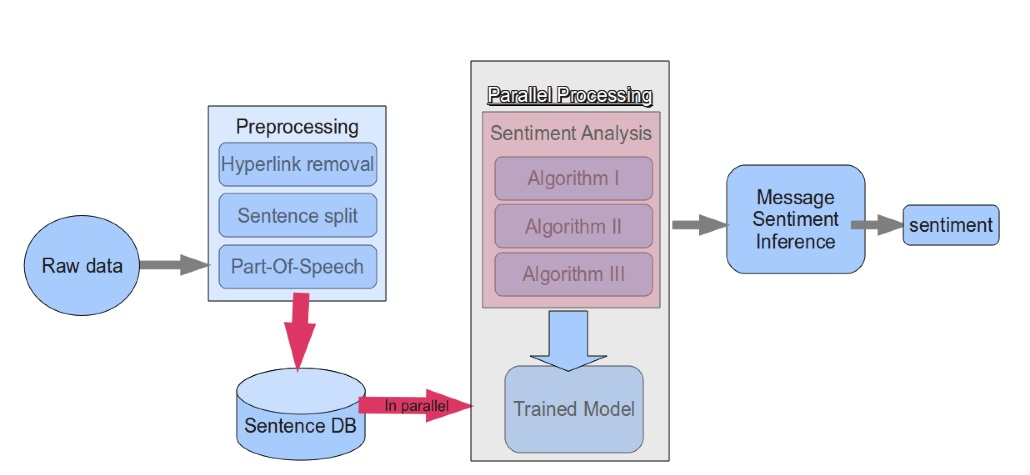 Raw data
Preprocessing
Hyperlink removal
Sentence split
Part-Of-Speech
Sentence DB
In parallel
Parallel Processing
Sentiment Analysis
Algorithm I
Algorithm II
Algorithm III
Trained Model
Message
Sentiment
Inference
sentiment